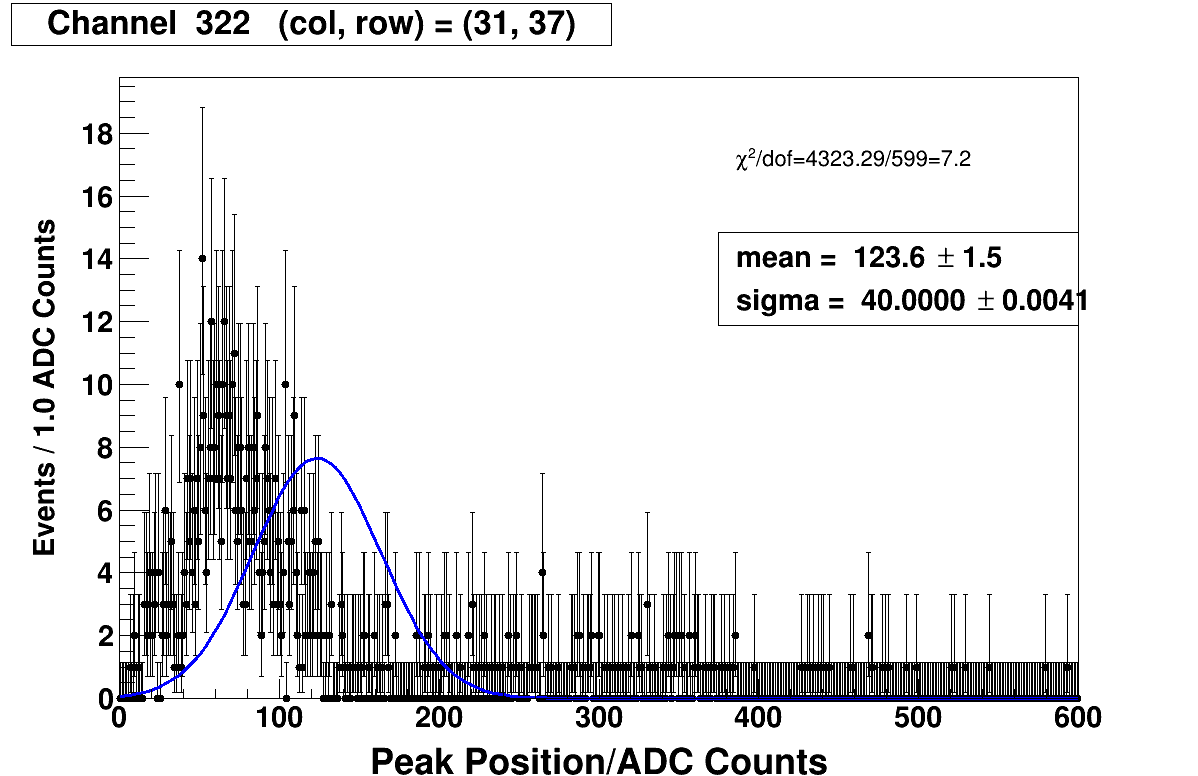 Channel 322 (col, row) = (31, 37)
χ²/dof=4323.29/599=7.2
mean = 123.6 ± 1.5
sigma = 40.0000 ± 0.0041
Events / 1.0 ADC Counts
18
16
14
12
10
8
6
4
2
0
0 100 200 300 400 500 600
Peak Position/ADC Counts